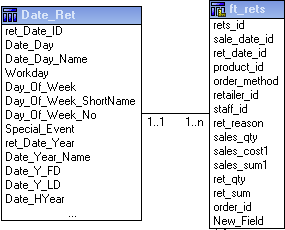 Date_Ret
ret_Date_ID
Date_Day
Date_Day_Name
Workday
Day_Of_Week
Day_Of_Week_ShortName
Day_Of_Week_No
Special_Event
ret_Date_Year
Date_Year_Name
Date_Y_FD
Date_Y_LD
Date_HYear
...
1..1
1..n
ft_rets
rets_id
sale_date_id
ret_date_id
product_id
order_method
retailer_id
staff_id
ret_reason
sales_qty
sales_cost1
sales_sum1
ret_qty
ret_sum
order_id
New_Field